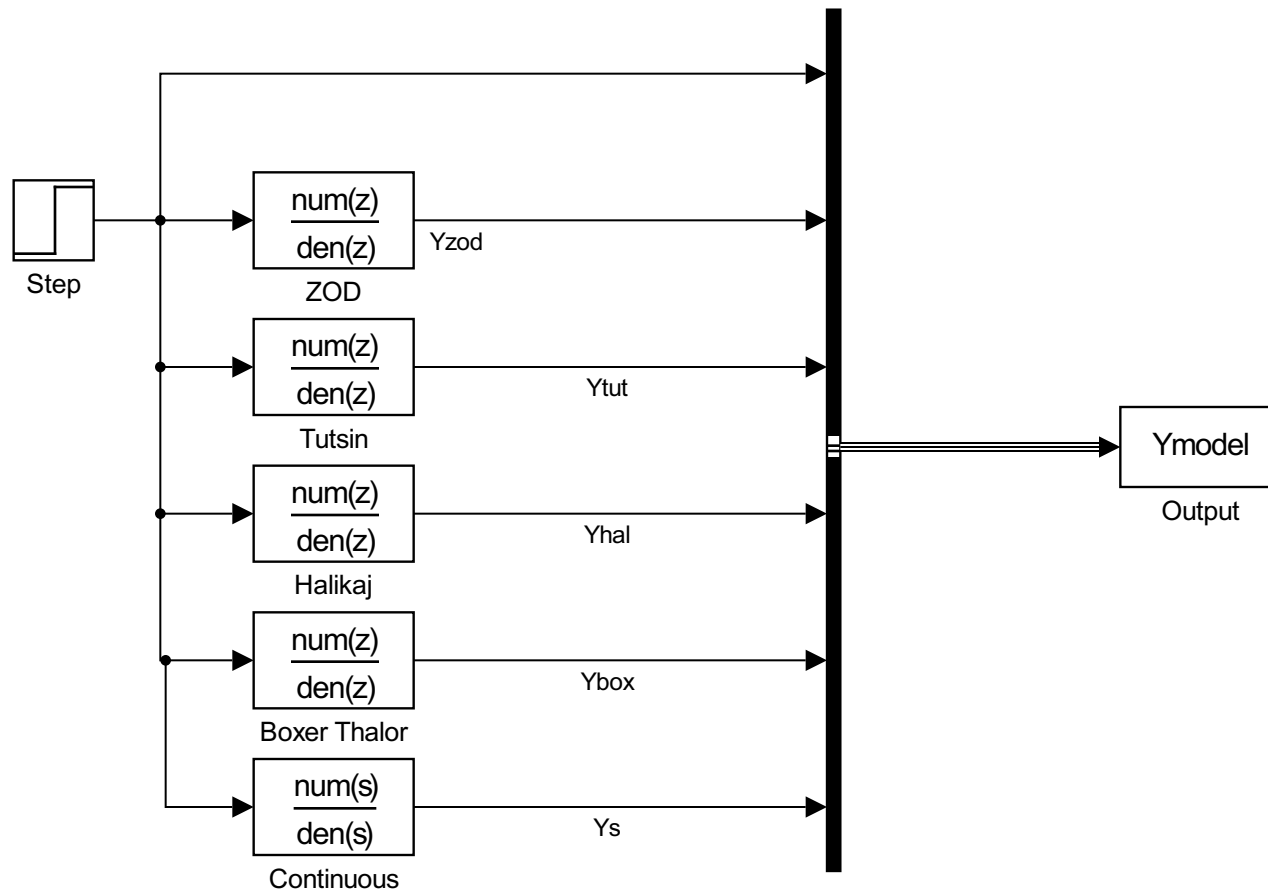 Step
num(z)
den(z)
ZOD
Yzod
num(z)
den(z)
Tutsin
Ytut
num(z)
den(z)
Halikaj
Yhal
num(z)
den(z)
Boxer Thalor
Ybox
num(s)
den(s)
Continuous
Ys
Ymodel
Output